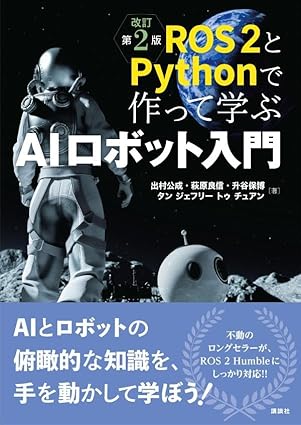 改訂
第2版
ROS 2と
Pythonで
作って学ぶ
AIロボット入門
出村公成・萩原良信・升谷保博
タン ジェフリー トゥ チュアン [著]
AIとロボットの
俯瞰的な知識を、
手を動かして学ぼう!
不動の
ロングセラーが、
ROS 2 Humbleに
しっかり対応!!
講談社